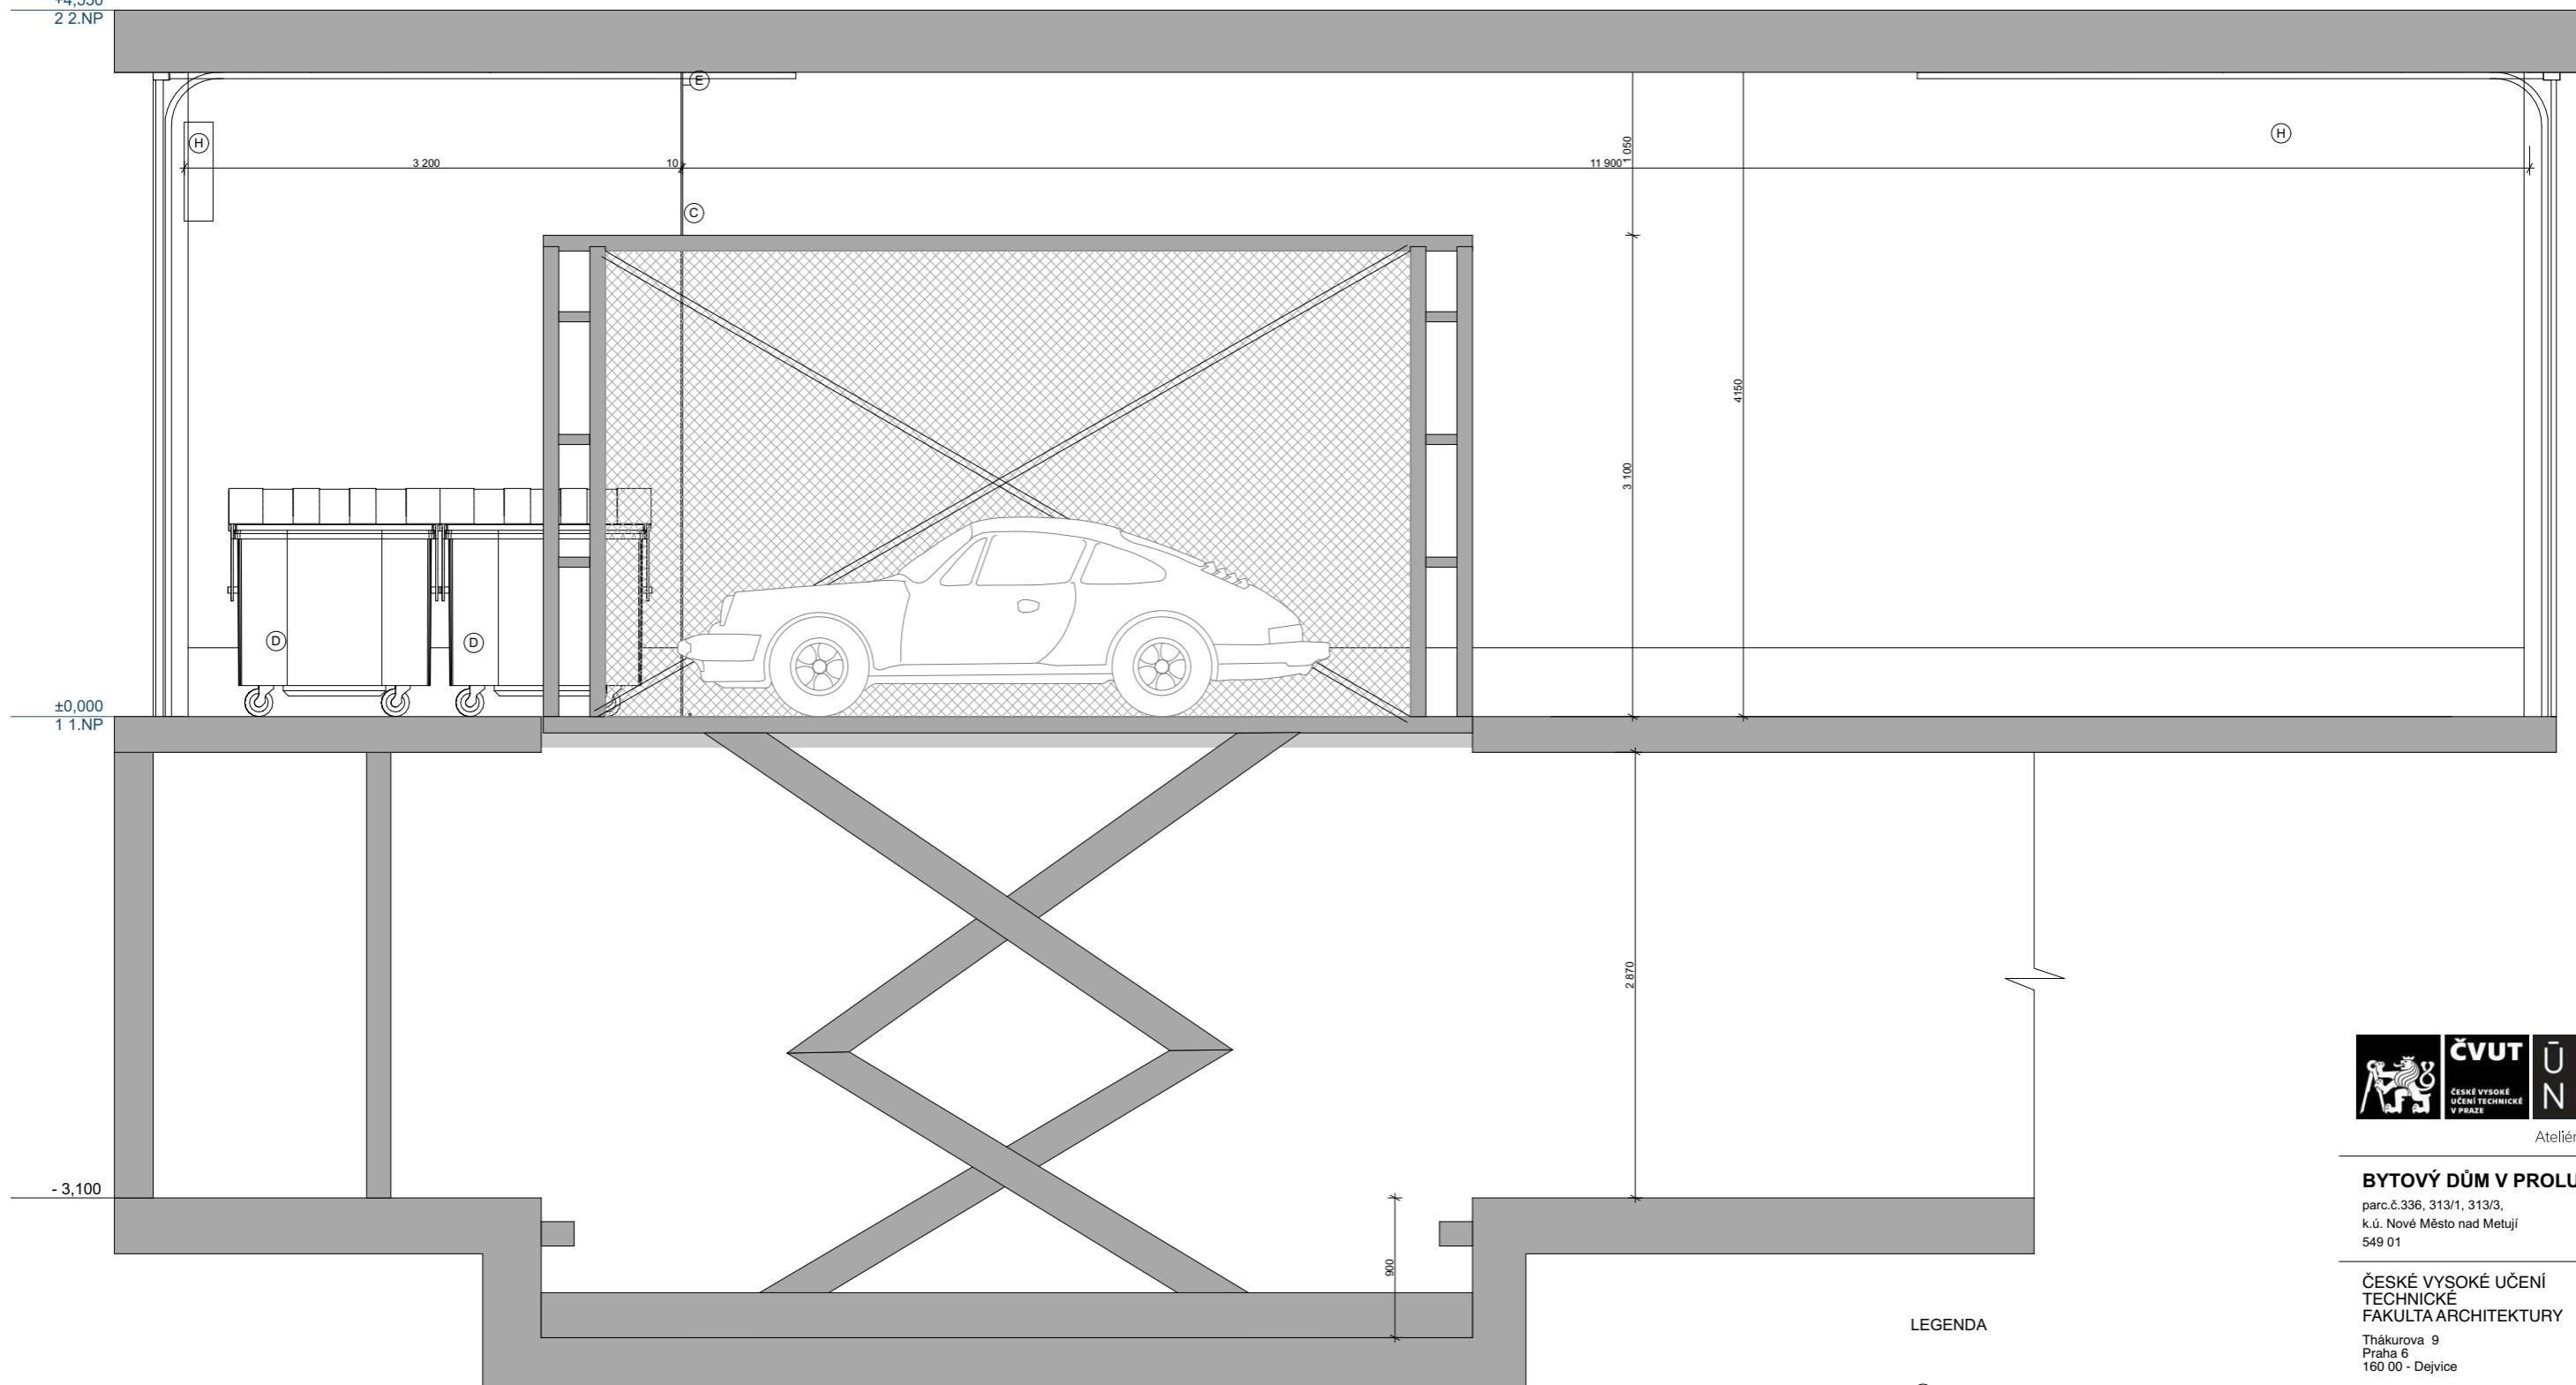 2 2.NP
E
H
H
3 200
10
11 900
1 050
C
4150
3 100
D
D
±0,000
1 1.NP
2 870
- 3,100
900
ČVUT
ČESKÉ VYSOKÉ
UČENÍ TECHNICKÉ
V PRAZE
Ū
N
Ateliér
BYTOVÝ DŮM V PROLU
parc.č.336, 313/1, 313/3,
k.ú. Nové Město nad Metují
549 01
ČESKÉ VYSOKÉ UČENÍ
TECHNICKÉ
FAKULTA ARCHITEKTURY
Thákurova 9
Praha 6
160 00 - Dejvice
LEGENDA